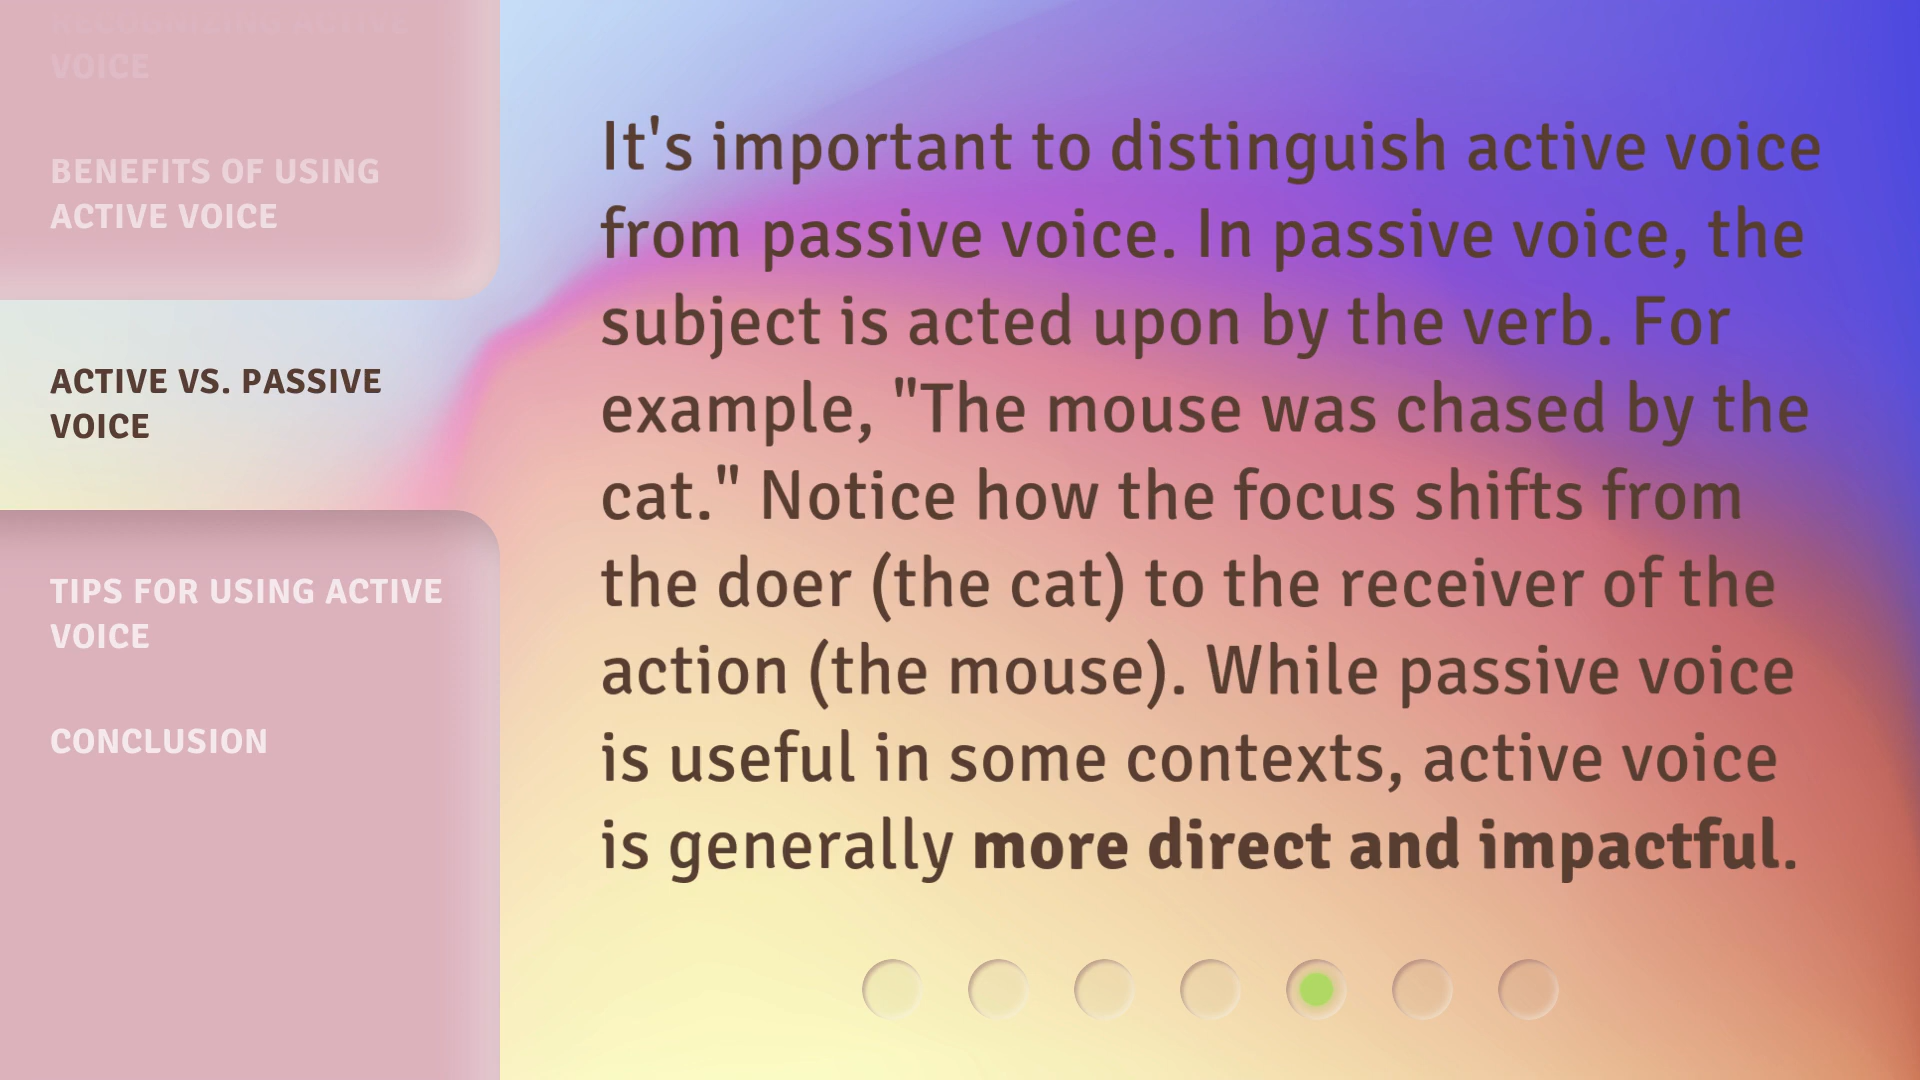 RECOGNIZING ACTIVE
VOICE
BENEFITS OF USING
ACTIVE VOICE
ACTIVE VS. PASSIVE
VOICE
TIPS FOR USING ACTIVE
VOICE
CONCLUSION
It's important to distinguish active voice
from passive voice. In passive voice, the
subject is acted upon by the verb. For
example, "The mouse was chased by the
cat." Notice how the focus shifts from
the doer (the cat) to the receiver of the
action (the mouse). While passive voice
is useful in some contexts, active voice
is generally more direct and impactful.